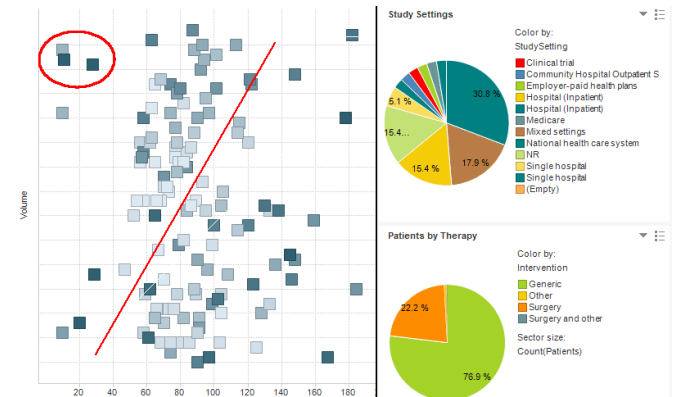 Study Settings
Color by:
StudySetting
Clinical trial
Community Hospital Outpatient S
Employer-paid health plans
Hospital (Inpatient)
Hospital (Inpatient)
Medicare
Mixed settings
National health care system
NR
Single hospital
Single hospital
(Empty)
30.8 %
5.1 %
15.4...
15.4 %
17.9 %
Volume
20 40 60 80 100 120 140 160 180
Patients by Therapy
Color by:
Intervention
Generic
Other
Surgery
Surgery and other
Sector size:
Count(Patients)
22.2 %
76.9 %